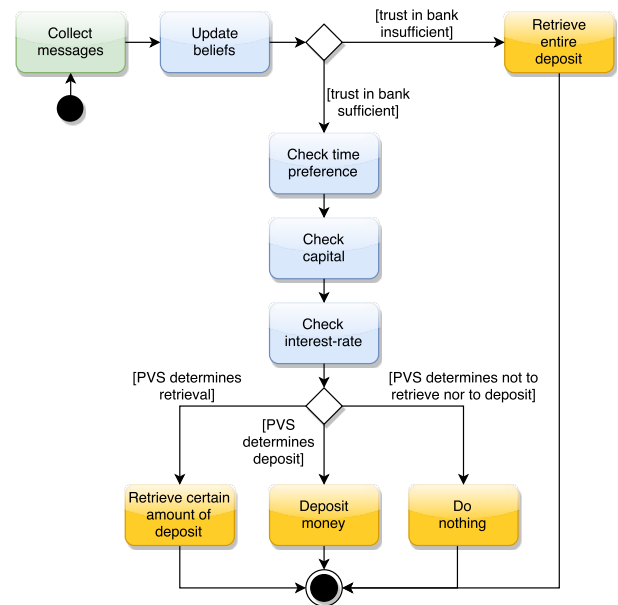 Collect
messages
Update
beliefs
[trust in bank
insufficient]
Retrieve
entire
deposit
[trust in bank
sufficient]
Check time
preference
Check
capital
Check
interest-rate
[PVS determines
retrieval]
[PVS
determines
deposit]
[PVS determines not to
retrieve nor to deposit]
Retrieve certain
amount of
deposit
Deposit
money
Do
nothing